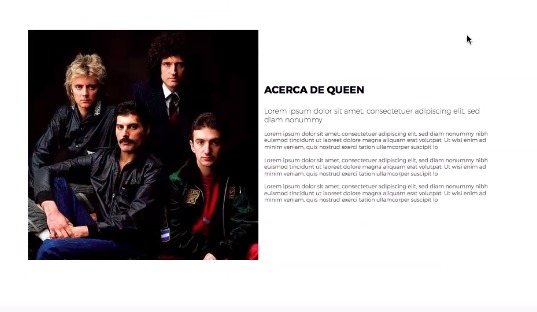 ACERCA DE QUEEN
Lorem ipsum dolor sit amet, consectetuer adipiscing elit, sed
diam nonummy
Lorem ipsum dolor sit amet, consectetuer adipiscing elit, sed diam nonummy nibh
euismod tincidunt ut laoreet dolore magna aliquam erat volutpat. Ut wisi enim ad
minim veniam, quis nostrud exerci tation ullamcorper suscipit lo
Lorem ipsum dolor sit amet, consectetuer adipiscing elit, sed diam nonummy nibh
euismod tincidunt ut laoreet dolore magna aliquam erat volutpat. Ut wisi enim ad
minim veniam, quis nostrud exerci tation ullamcorper suscipit lo
Lorem ipsum dolor sit amet, consectetuer adipiscing elit, sed diam nonummy nibh
euismod tincidunt ut laoreet dolore magna aliquam erat volutpat. Ut wisi enim ad
minim veniam, quis nostrud exerci tation ullamcorper suscipit lo